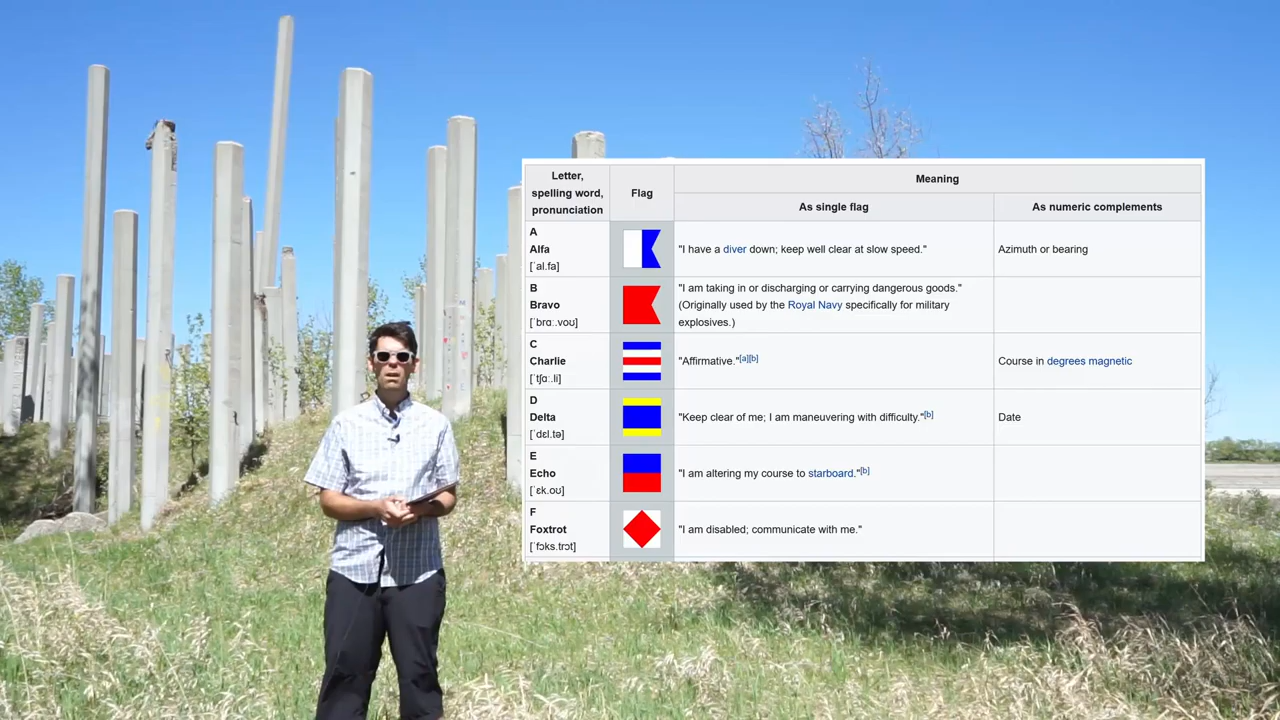 Letter,
spelling word,
pronunciation
Flag
Meaning
As single flag
As numeric complements
A
Alfa
[ˈal.fa]
"I have a diver down; keep well clear at slow speed."
Azimuth or bearing
B
Bravo
[ˈbrɑː.voʊ]
"I am taking in or discharging or carrying dangerous goods."
(Originally used by the Royal Navy specifically for military
explosives.)
C
Charlie
[ˈtʃɑː.li]
"Affirmative."[a][b]
Course in degrees magnetic
D
Delta
[ˈdɛl.tə]
"Keep clear of me; I am maneuvering with difficulty."[b]
Date
E
Echo
[ˈɛk.oʊ]
"I am altering my course to starboard."[b]
F
Foxtrot
[ˈfɔks.trɔt]
"I am disabled; communicate with me."